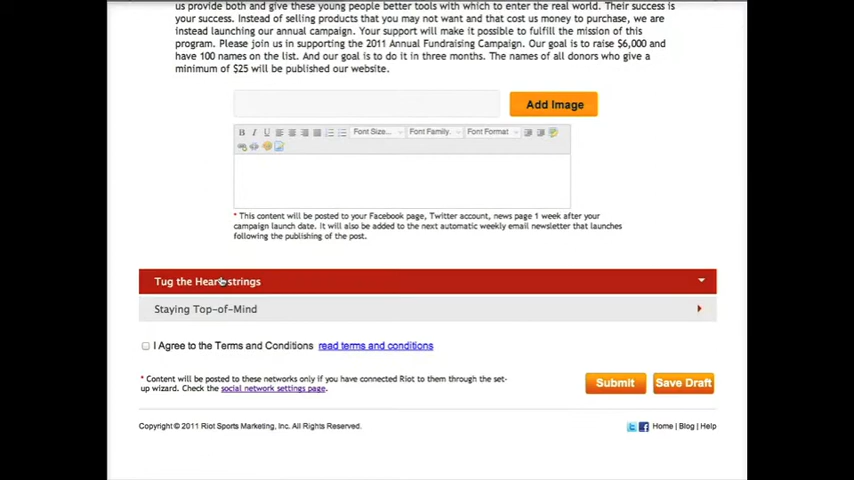 us provide both and give these young people better tools with which to enter the real world. Their success is
your success. Instead of selling products that you may not want and that cost us money to purchase, we are
instead launching our annual campaign. Your support will make it possible to fulfill the mission of this
program. Please join us in supporting the 2011 Annual Fundraising Campaign. Our goal is to raise $6,000 and
have 100 names on the list. And our goal is to do it in three months. The names of all donors who give a
minimum of $25 will be published our website.
Add Image
B I U Font Size... Font Family. Font Format
* This content will be posted to your Facebook page, Twitter account, news page 1 week after your
campaign launch date. It will also be added to the next automatic weekly email newsletter that launches
following the publishing of the post.
Tug the Heartstrings
Staying Top-of-Mind
I Agree to the Terms and Conditions read terms and conditions
* Content will be posted to these networks only if you have connected Riot to them through the set-
up wizard. Check the social network settings page.
Submit Save Draft
Copyright © 2011 Riot Sports Marketing, Inc. All Rights Reserved. Home | Blog | Help